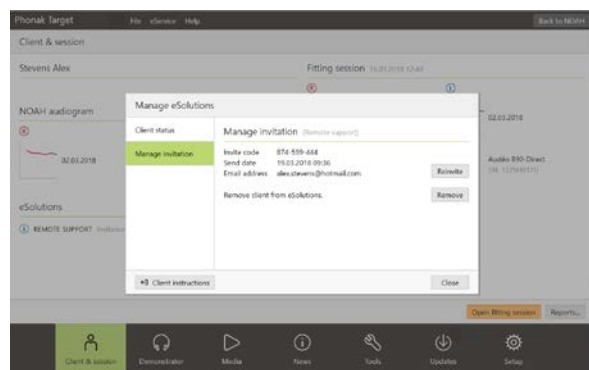 Phonak Target
File eService Help
Back to NOAH
Client & session
Stevens Alex
Fitting session
NOAH audiogram
02.03.2018
02.03.2018
Audéo B90-Direct
eSolutions
REMOTE SUPPORT Invitation
Manage eSolutions
Client status
Manage invitation
Manage invitation (Remote support)
Invite code 874-599-444
Send date 19.03.2018 09:36
Email address alex.stevens@hotmail.com
Reinvite
Remove client from eSolutions.
Remove
Client instructions
Close
Open fitting session
Reports...
Client & session
Demonstrator
Media
News
Tools
Updates
Setup